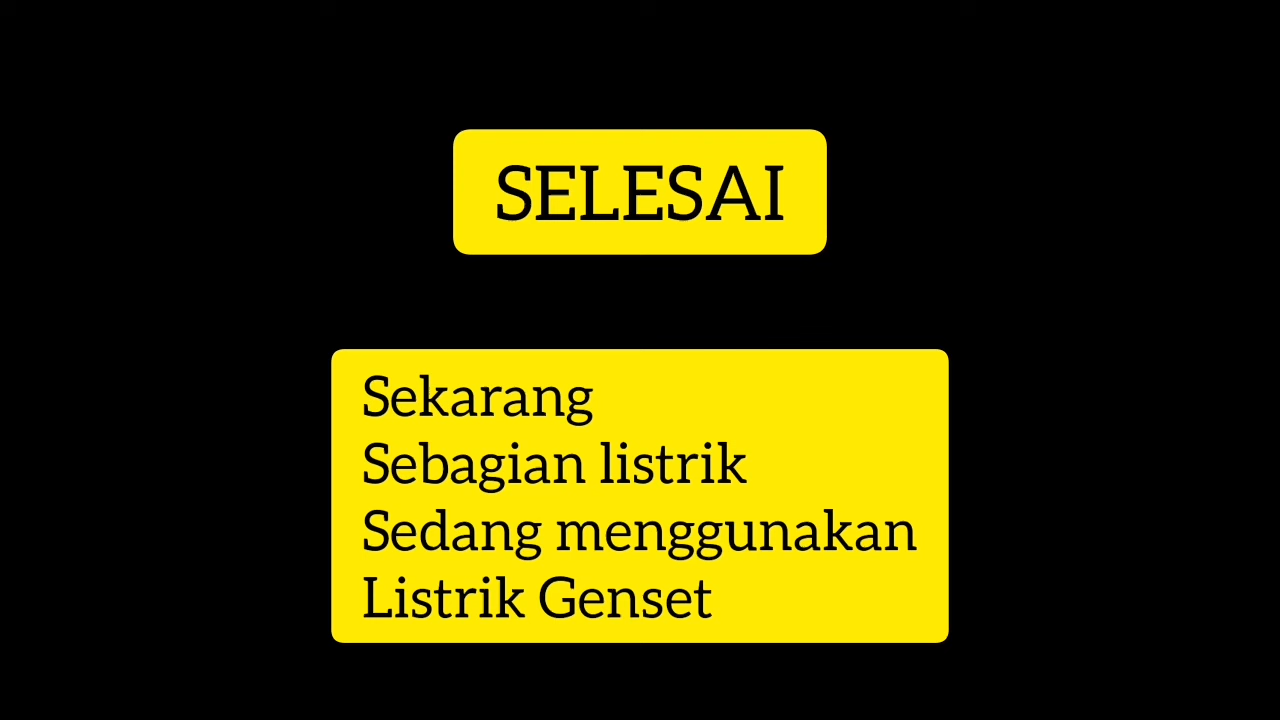 SELESAI
Sekarang
Sebagian listrik
Sedang menggunakan
Listrik Genset